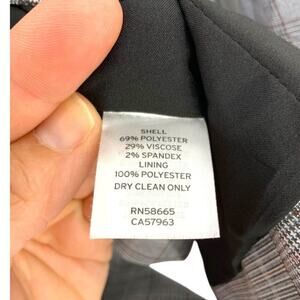 SHELL
69% POLYESTER
29% VISCOSE
2% SPANDEX
LINING
100% POLYESTER
DRY CLEAN ONLY
RN58665
CA57963